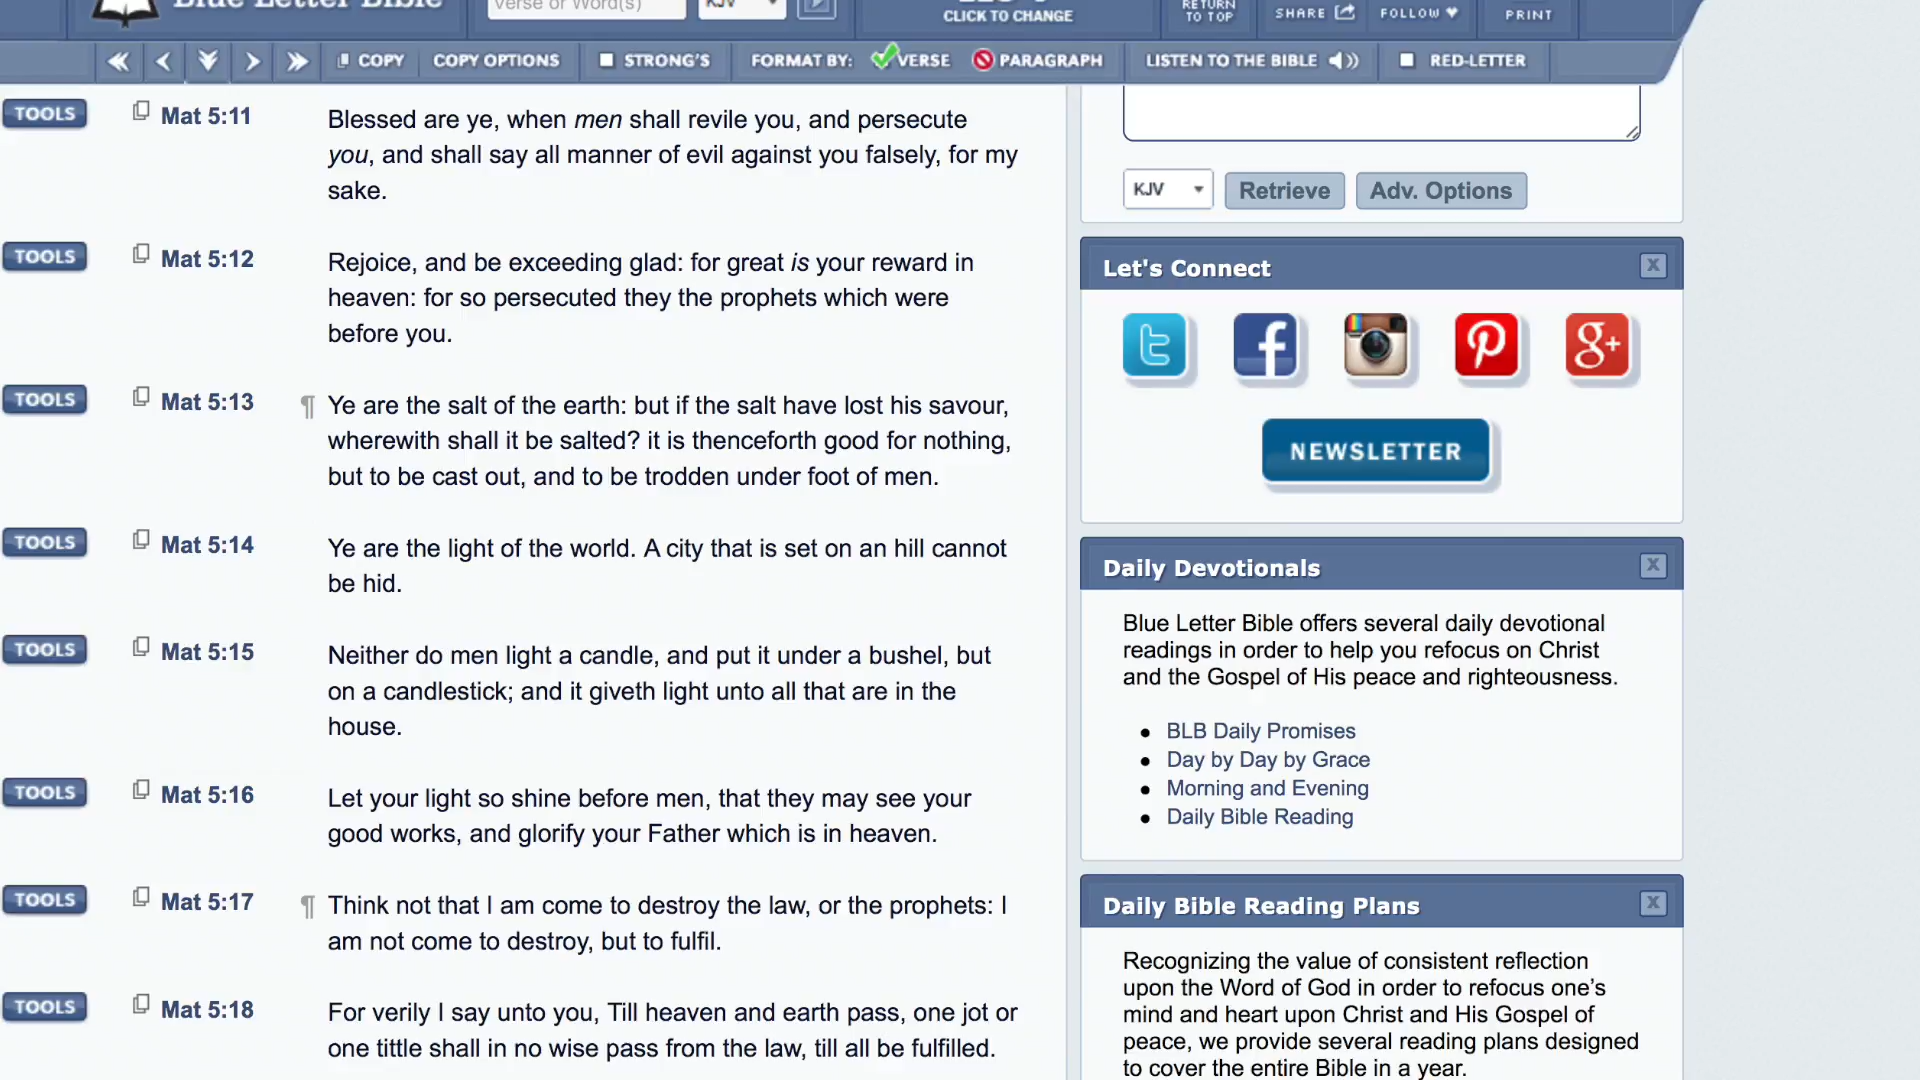 Blue Letter Bible
Verse or Word(s)
KJV
CLICK TO CHANGE
RETURN
TO TOP
SHARE
FOLLOW
PRINT
COPY
COPY OPTIONS
STRONG'S
FORMAT BY:
VERSE
PARAGRAPH
LISTEN TO THE BIBLE
RED-LETTER
TOOLS
Mat 5:11
Blessed are ye, when men shall revile you, and persecute
you, and shall say all manner of evil against you falsely, for my
sake.
TOOLS
Mat 5:12
Rejoice, and be exceeding glad: for great is your reward in
heaven: for so persecuted they the prophets which were
before you.
TOOLS
Mat 5:13
¶ Ye are the salt of the earth: but if the salt have lost his savour,
wherewith shall it be salted? it is thenceforth good for nothing,
but to be cast out, and to be trodden under foot of men.
TOOLS
Mat 5:14
Ye are the light of the world. A city that is set on an hill cannot
be hid.
TOOLS
Mat 5:15
Neither do men light a candle, and put it under a bushel, but
on a candlestick; and it giveth light unto all that are in the
house.
TOOLS
Mat 5:16
Let your light so shine before men, that they may see your
good works, and glorify your Father which is in heaven.
TOOLS
Mat 5:17
¶ Think not that I am come to destroy the law, or the prophets: I
am not come to destroy, but to fulfil.
TOOLS
Mat 5:18
For verily I say unto you, Till heaven and earth pass, one jot or
one tittle shall in no wise pass from the law, till all be fulfilled.
KJV
Retrieve
Adv. Options
Let's Connect
X
t
f
P
g+
NEWSLETTER
Daily Devotionals
X
Blue Letter Bible offers several daily devotional
readings in order to help you refocus on Christ
and the Gospel of His peace and righteousness.
• BLB Daily Promises
• Day by Day by Grace
• Morning and Evening
• Daily Bible Reading
Daily Bible Reading Plans
X
Recognizing the value of consistent reflection
upon the Word of God in order to refocus one's
mind and heart upon Christ and His Gospel of
peace, we provide several reading plans designed
to cover the entire Bible in a year.